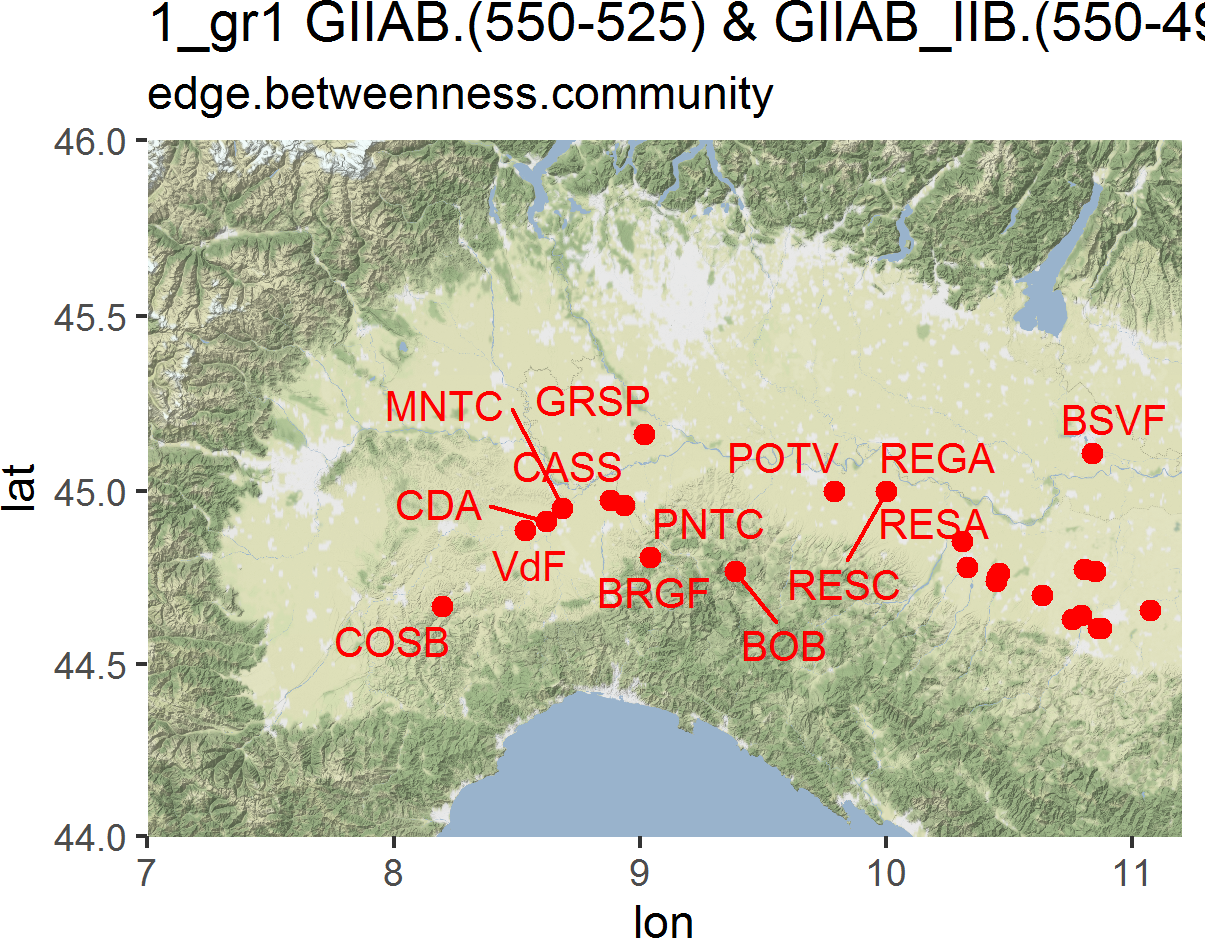 1_gr1 GIIAB.(550-525) & GIIAB_IIB.(550-49
edge.betweenness.community
46.0
45.5
45.0
44.5
44.0
lat
MNTC
GRSP
BSVF
CASS
POTV
REGA
CDA
PNTC
RESA
VdF
BRGF
RESC
COSB
BOB
7
8
9
10
11
lon